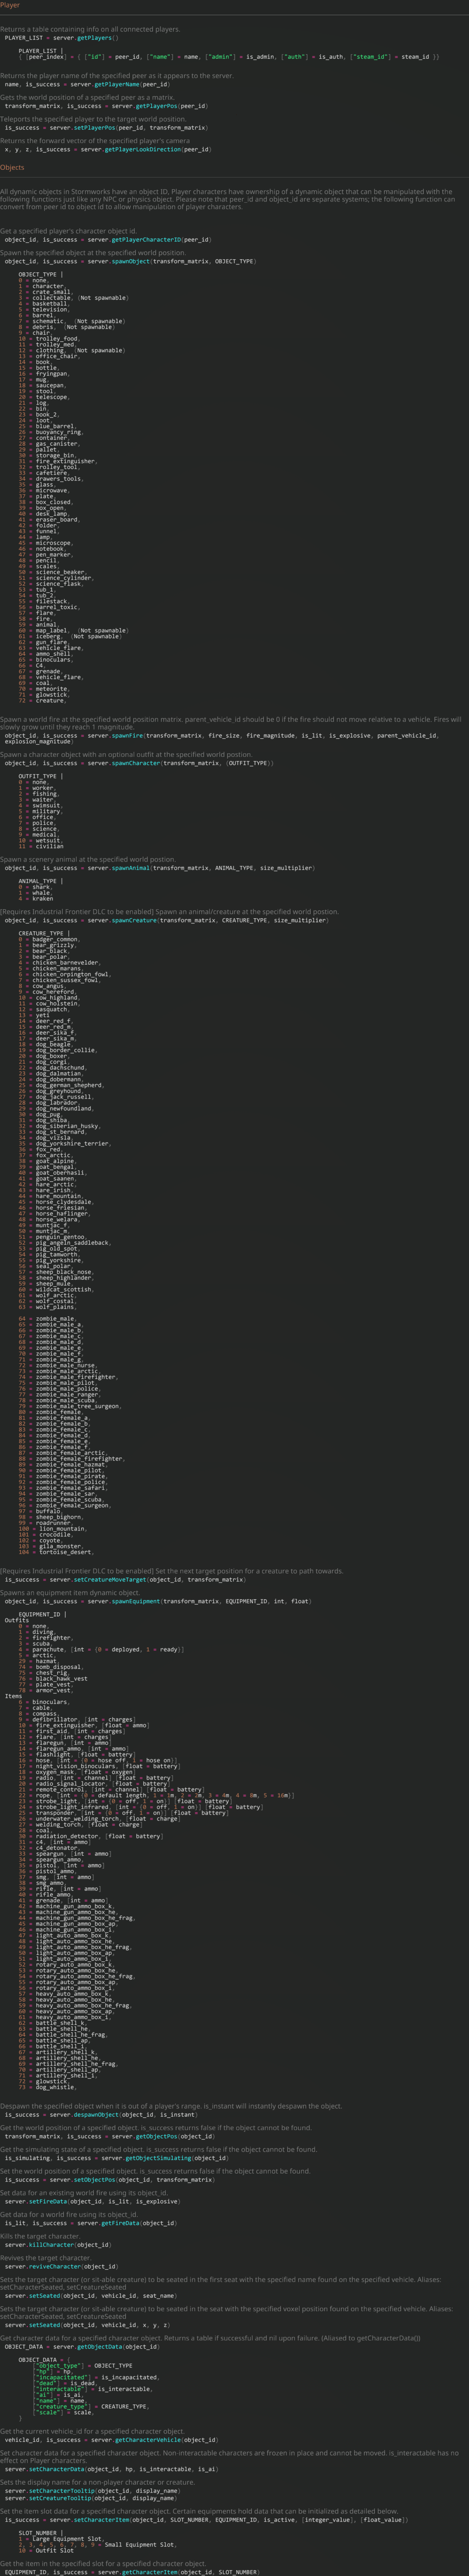 Player
Returns a table containing info on all connected players.
PLAYER_LIST = server.getPlayers()
PLAYER_LIST |
{ [peer_index] = { ["id"] = peer_id, ["name"] = name, ["admin"] = is_admin, ["auth"] = is_auth, ["steam_id"] = steam_id }}
Returns the player name of the specified peer as it appears to the server.
name, is_success = server.getPlayerName(peer_id)
Gets the world position of a specified peer as a matrix.
transform_matrix, is_success = server.getPlayerPos(peer_id)
Teleports the specified player to the target world position.
is_success = server.setPlayerPos(peer_id, transform_matrix)
Returns the forward vector of the specified player's camera
x, y, z, is_success = server.getPlayerLookDirection(peer_id)
Objects
All dynamic objects in Stormworks have an object ID, Player characters have ownership of a dynamic object that can be manipulated with the
following functions just like any NPC or physics object. Please note that peer_id and object_id are separate systems; the following function can
convert from peer id to object id to allow manipulation of player characters.
Get a specified player's character object id.
object_id, is_success = server.getPlayerCharacterID(peer_id)
Spawn the specified object at the specified world position.
object_id, is_success = server.spawnObject(transform_matrix, OBJECT_TYPE)
OBJECT_TYPE |
0 = none,
1 = character,
2 = crate_small,
3 = collectable, (Not spawnable)
4 = basketball,
5 = television,
6 = barrel,
7 = schematic,  (Not spawnable)
8 = debris,  (Not spawnable)
9 = chair,
10 = trolley_food,
11 = trolley_med,
12 = clothing,  (Not spawnable)
13 = office_chair,
14 = book,
15 = bottle,
16 = fryingpan,
17 = mug,
18 = saucepan,
19 = stool,
20 = telescope,
21 = log,
22 = bin,
23 = book_2,
24 = loot,
25 = blue_barrel,
26 = buoyancy_ring,
27 = container,
28 = gas_canister,
29 = pallet,
30 = storage_bin,
31 = fire_extinguisher,
32 = trolley_tool,
33 = cafetiere,
34 = drawers_tools,
35 = glass,
36 = microwave,
37 = plate,
38 = box_closed,
39 = box_open,
40 = desk_lamp,
41 = eraser_board,
42 = folder,
43 = funnel,
44 = lamp,
45 = microscope,
46 = notebook,
47 = pen_marker,
48 = pencil,
49 = scales,
50 = science_beaker,
51 = science_cylinder,
52 = science_flask,
53 = tub_1,
54 = tub_2,
55 = filestack,
56 = barrel_toxic,
57 = flare,
58 = fire,
59 = animal,
60 = map_label,  (Not spawnable)
61 = iceberg,  (Not spawnable)
62 = gun_flare,
63 = vehicle_flare,
64 = ammo_shell,
65 = binoculars,
66 = C4,
67 = grenade,
68 = vehicle_flare,
69 = coal,
70 = meteorite,
71 = glowstick,
72 = creature,
Spawn a world fire at the specified world position matrix. parent_vehicle_id should be 0 if the fire should not move relative to a vehicle. Fires will
slowly grow until they reach 1 magnitude.
object_id, is_success = server.spawnFire(transform_matrix, fire_size, fire_magnitude, is_lit, is_explosive, parent_vehicle_id,
explosion_magnitude)
Spawn a character object with an optional outfit at the specified world postion.
object_id, is_success = server.spawnCharacter(transform_matrix, (OUTFIT_TYPE))
OUTFIT_TYPE |
0 = none,
1 = worker,
2 = fishing,
3 = waiter,
4 = swimsuit,
5 = military,
6 = office,
7 = police,
8 = science,
9 = medical,
10 = wetsuit,
11 = civilian
Spawn a scenery animal at the specified world postion.
object_id, is_success = server.spawnAnimal(transform_matrix, ANIMAL_TYPE, size_multiplier)
ANIMAL_TYPE |
0 = shark,
1 = whale,
4 = kraken
[Requires Industrial Frontier DLC to be enabled] Spawn an animal/creature at the specified world postion.
object_id, is_success = server.spawnCreature(transform_matrix, CREATURE_TYPE, size_multiplier)
CREATURE_TYPE |
0 = badger_common,
1 = bear_grizzly,
2 = bear_black,
3 = bear_polar,
4 = chicken_barnevelder,
5 = chicken_marans,
6 = chicken_orpington_fowl,
7 = chicken_sussex_fowl,
8 = cow_angus,
9 = cow_hereford,
10 = cow_highland,
11 = cow_holstein,
12 = sasquatch,
13 = yeti
14 = deer_red_f,
15 = deer_red_m,
16 = deer_sika_f,
17 = deer_sika_m,
18 = dog_beagle,
19 = dog_border_collie,
20 = dog_boxer,
21 = dog_corgi,
22 = dog_dachschund,
23 = dog_dalmatian,
24 = dog_dobermann,
25 = dog_german_shepherd,
26 = dog_greyhound,
27 = dog_jack_russell,
28 = dog_labrador,
29 = dog_newfoundland,
30 = dog_pug,
31 = dog_shiba,
32 = dog_siberian_husky,
33 = dog_st_bernard,
34 = dog_vizsla,
35 = dog_yorkshire_terrier,
36 = fox_red,
37 = fox_arctic,
38 = goat_alpine,
39 = goat_bengal,
40 = goat_oberhasli,
41 = goat_saanen,
42 = hare_arctic,
43 = hare_irish,
44 = hare_mountain,
45 = horse_clydesdale,
46 = horse_friesian,
47 = horse_haflinger,
48 = horse_welara,
49 = muntjac_f,
50 = muntjac_m,
51 = penguin_gentoo,
52 = pig_angeln_saddleback,
53 = pig_old_spot,
54 = pig_tamworth,
55 = pig_yorkshire,
56 = seal_polar,
57 = sheep_black_nose,
58 = sheep_highlander,
59 = sheep_mule,
60 = wildcat_scottish,
61 = wolf_arctic,
62 = wolf_costal,
63 = wolf_plains,
64 = zombie_male,
65 = zombie_male_a,
66 = zombie_male_b,
67 = zombie_male_c,
68 = zombie_male_d,
69 = zombie_male_e,
70 = zombie_male_f,
71 = zombie_male_g,
72 = zombie_male_nurse,
73 = zombie_male_arctic,
74 = zombie_male_firefighter,
75 = zombie_male_pilot,
76 = zombie_male_police,
77 = zombie_male_ranger,
78 = zombie_male_scuba,
79 = zombie_male_tree_surgeon,
80 = zombie_female,
81 = zombie_female_a,
82 = zombie_female_b,
83 = zombie_female_c,
84 = zombie_female_d,
85 = zombie_female_e,
86 = zombie_female_f,
87 = zombie_female_arctic,
88 = zombie_female_firefighter,
89 = zombie_female_hazmat,
90 = zombie_female_pilot,
91 = zombie_female_pirate,
92 = zombie_female_police,
93 = zombie_female_safari,
94 = zombie_female_sar,
95 = zombie_female_scuba,
96 = zombie_female_surgeon,
97 = buffalo,
98 = sheep_bighorn,
99 = roadrunner,
100 = lion_mountain,
101 = crocodile,
102 = coyote,
103 = gila_monster,
104 = tortoise_desert,
[Requires Industrial Frontier DLC to be enabled] Set the next target position for a creature to path towards.
is_success = server.setCreatureMoveTarget(object_id, transform_matrix)
Spawns an equipment item dynamic object.
object_id, is_success = server.spawnEquipment(transform_matrix, EQUIPMENT_ID, int, float)
EQUIPMENT_ID |
Outfits
0 = none,
1 = diving,
2 = firefighter,
3 = scuba,
4 = parachute, [int = {0 = deployed, 1 = ready}]
5 = arctic,
29 = hazmat,
74 = bomb_disposal,
75 = chest_rig,
76 = black_hawk_vest
77 = plate_vest,
78 = armor_vest,
Items
6 = binoculars,
7 = cable,
8 = compass,
9 = defibrillator, [int = charges]
10 = fire_extinguisher, [float = ammo]
11 = first_aid, [int = charges]
12 = flare, [int = charges]
13 = flaregun, [int = ammo]
14 = flaregun_ammo, [int = ammo]
15 = flashlight, [float = battery]
16 = hose, [int = {0 = hose off, 1 = hose on}]
17 = night_vision_binoculars, [float = battery]
18 = oxygen_mask, [float = oxygen]
19 = radio, [int = channel] [float = battery]
20 = radio_signal_locator, [float = battery]
21 = remote_control, [int = channel] [float = battery]
22 = rope, [int = {0 = default length, 1 = 1m, 2 = 2m, 3 = 4m, 4 = 8m, 5 = 16m}]
23 = strobe_light, [int = {0 = off, 1 = on}] [float = battery]
24 = strobe_light_infrared, [int = {0 = off, 1 = on}] [float = battery]
25 = transponder, [int = {0 = off, 1 = on}] [float = battery]
26 = underwater_welding_torch, [float = charge]
27 = welding_torch, [float = charge]
28 = coal,
30 = radiation_detector, [float = battery]
31 = c4, [int = ammo]
32 = c4_detonator,
33 = speargun, [int = ammo]
34 = speargun_ammo,
35 = pistol, [int = ammo]
36 = pistol_ammo,
37 = smg, [int = ammo]
38 = smg_ammo,
39 = rifle, [int = ammo]
40 = rifle_ammo,
41 = grenade, [int = ammo]
42 = machine_gun_ammo_box_k,
43 = machine_gun_ammo_box_he,
44 = machine_gun_ammo_box_he_frag,
45 = machine_gun_ammo_box_ap,
46 = machine_gun_ammo_box_i,
47 = light_auto_ammo_box_k,
48 = light_auto_ammo_box_he,
49 = light_auto_ammo_box_he_frag,
50 = light_auto_ammo_box_ap,
51 = light_auto_ammo_box_i,
52 = rotary_auto_ammo_box_k,
53 = rotary_auto_ammo_box_he,
54 = rotary_auto_ammo_box_he_frag,
55 = rotary_auto_ammo_box_ap,
56 = rotary_auto_ammo_box_i,
57 = heavy_auto_ammo_box_k,
58 = heavy_auto_ammo_box_he,
59 = heavy_auto_ammo_box_he_frag,
60 = heavy_auto_ammo_box_ap,
61 = heavy_auto_ammo_box_i,
62 = battle_shell_k,
63 = battle_shell_he,
64 = battle_shell_he_frag,
65 = battle_shell_ap,
66 = battle_shell_i,
67 = artillery_shell_k,
68 = artillery_shell_he,
69 = artillery_shell_he_frag,
70 = artillery_shell_ap,
71 = artillery_shell_i,
72 = glowstick,
73 = dog_whistle,
Despawn the specified object when it is out of a player's range. is_instant will instantly despawn the object.
is_success = server.despawnObject(object_id, is_instant)
Get the world position of a specified object. is_success returns false if the object cannot be found.
transform_matrix, is_success = server.getObjectPos(object_id)
Get the simulating state of a specified object. is_success returns false if the object cannot be found.
is_simulating, is_success = server.getObjectSimulating(object_id)
Set the world position of a specified object. is_success returns false if the object cannot be found.
is_success = server.setObjectPos(object_id, transform_matrix)
Set data for an existing world fire using its object_id.
server.setFireData(object_id, is_lit, is_explosive)
Get data for a world fire using its object_id.
is_lit, is_success = server.getFireData(object_id)
Kills the target character.
server.killCharacter(object_id)
Revives the target character.
server.reviveCharacter(object_id)
Sets the target character (or sit-able creature) to be seated in the first seat with the specified name found on the specified vehicle. Aliases:
setCharacterSeated, setCreatureSeated
server.setSeated(object_id, vehicle_id, seat_name)
Sets the target character (or sit-able creature) to be seated in the seat with the specified voxel position found on the specified vehicle. Aliases:
setCharacterSeated, setCreatureSeated
server.setSeated(object_id, vehicle_id, x, y, z)
Get character data for a specified character object. Returns a table if successful and nil upon failure. (Aliased to getCharacterData())
OBJECT_DATA = server.getObjectData(object_id)
OBJECT_DATA = {
["object_type"] = OBJECT_TYPE
["hp"] = hp,
["incapacitated"] = is_incapacitated,
["dead"] = is_dead,
["interactable"] = is_interactable,
["ai"] = is_ai,
["name"] = name,
["creature_type"] = CREATURE_TYPE,
["scale"] = scale,
}
Get the current vehicle_id for a specified character object.
vehicle_id, is_success = server.getCharacterVehicle(object_id)
Set character data for a specified character object. Non-interactable characters are frozen in place and cannot be moved. is_interactable has no
effect on Player characters.
server.setCharacterData(object_id, hp, is_interactable, is_ai)
Sets the display name for a non-player character or creature.
server.setCharacterTooltip(object_id, display_name)
server.setCreatureTooltip(object_id, display_name)
Set the item slot data for a specified character object. Certain equipments hold data that can be initialized as detailed below.
is_success = server.setCharacterItem(object_id, SLOT_NUMBER, EQUIPMENT_ID, is_active, [integer_value], [float_value])
SLOT_NUMBER |
1 = Large Equipment Slot,
2, 3, 4, 5, 6, 7, 8, 9 = Small Equipment Slot,
10 = Outfit Slot
Get the item in the specified slot for a specified character object.
EQUIPMENT_ID, is_success = server.getCharacterItem(object_id, SLOT_NUMBER)